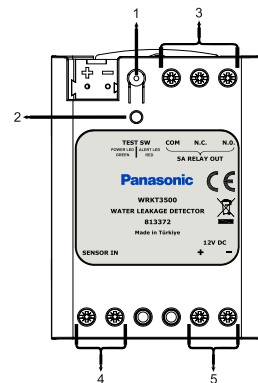 1
3
+ -
2
TEST SW COM N.C. N.O.
POWER LED ALERT LED
GREEN RED
5A RELAY OUT
Panasonic CE
WRKT3500
WATER LEAKAGE DETECTOR
813372
Made in Türkiye
12V DC
SENSOR IN + -
4
5